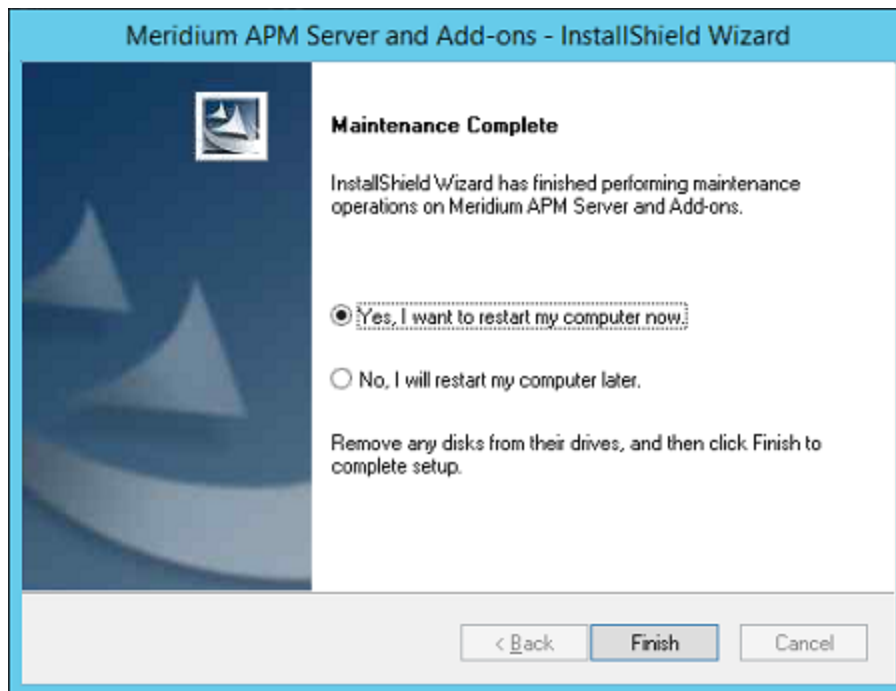 Meridium APM Server and Add-ons - InstallShield Wizard
Maintenance Complete
InstallShield Wizard has finished performing maintenance
operations on Meridium APM Server and Add-ons.
Yes, I want to restart my computer now.
No, I will restart my computer later.
Remove any disks from their drives, and then click Finish to
complete setup.
< Back
Finish
Cancel